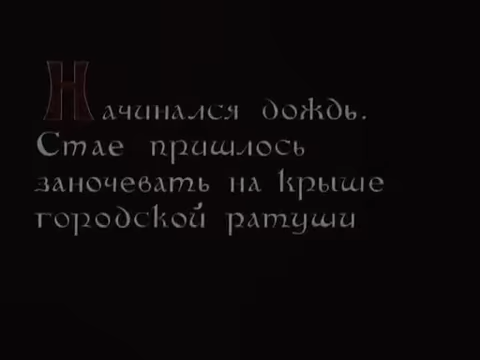 Начинался дождь.
Стае пришлось
заночевать на крыше
городской ратуши